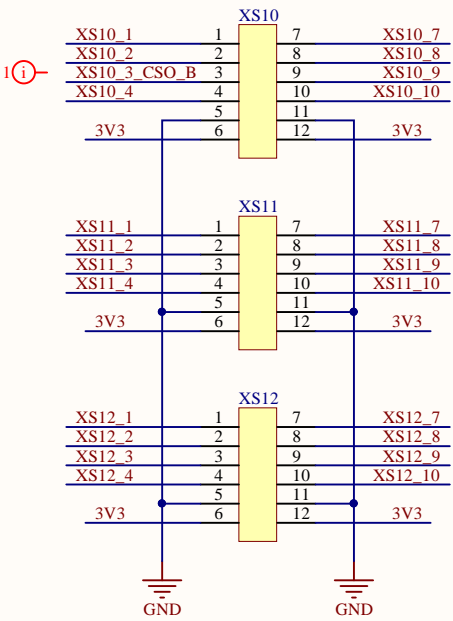 XS10
XS10_1 1 7 XS10_7
XS10_2 2 8 XS10_8
1 i XS10_3_CSO_B 3 9 XS10_9
XS10_4 4 10 XS10_10
5 11
3V3 6 12 3V3
XS11
XS11_1 1 7 XS11_7
XS11_2 2 8 XS11_8
XS11_3 3 9 XS11_9
XS11_4 4 10 XS11_10
5 11
3V3 6 12 3V3
XS12
XS12_1 1 7 XS12_7
XS12_2 2 8 XS12_8
XS12_3 3 9 XS12_9
XS12_4 4 10 XS12_10
5 11
3V3 6 12 3V3
GND GND